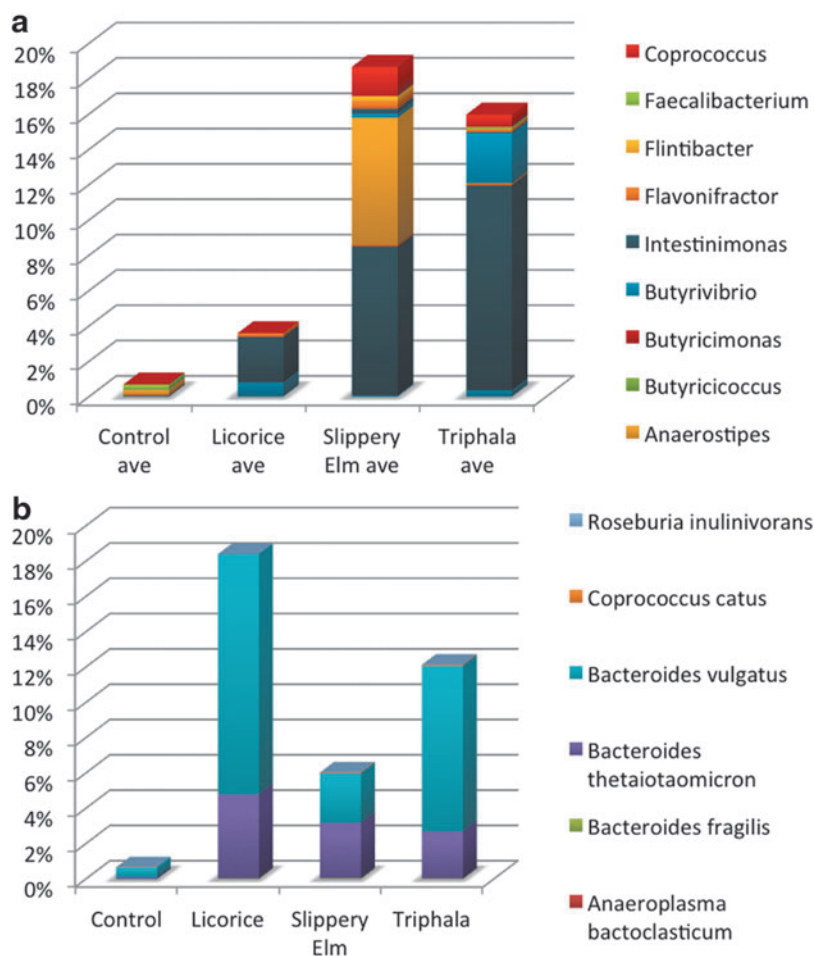 a
20%
18%
16%
14%
12%
10%
8%
6%
4%
2%
0%
Control
ave
Licorice
ave
Slippery
Elm ave
Triphala
ave
Coprococcus
Faecalibacterium
Flintibacter
Flavonifractor
Intestinimonas
Butyrivibrio
Butyricimonas
Butyricicoccus
Anaerostipes
b
20%
18%
16%
14%
12%
10%
8%
6%
4%
2%
0%
Control
Licorice
Slippery
Elm
Triphala
Roseburia inulinivorans
Coprococcus catus
Bacteroides vulgatus
Bacteroides
thetaiotaomicron
Bacteroides fragilis
Anaeroplasma
bactoclasticum